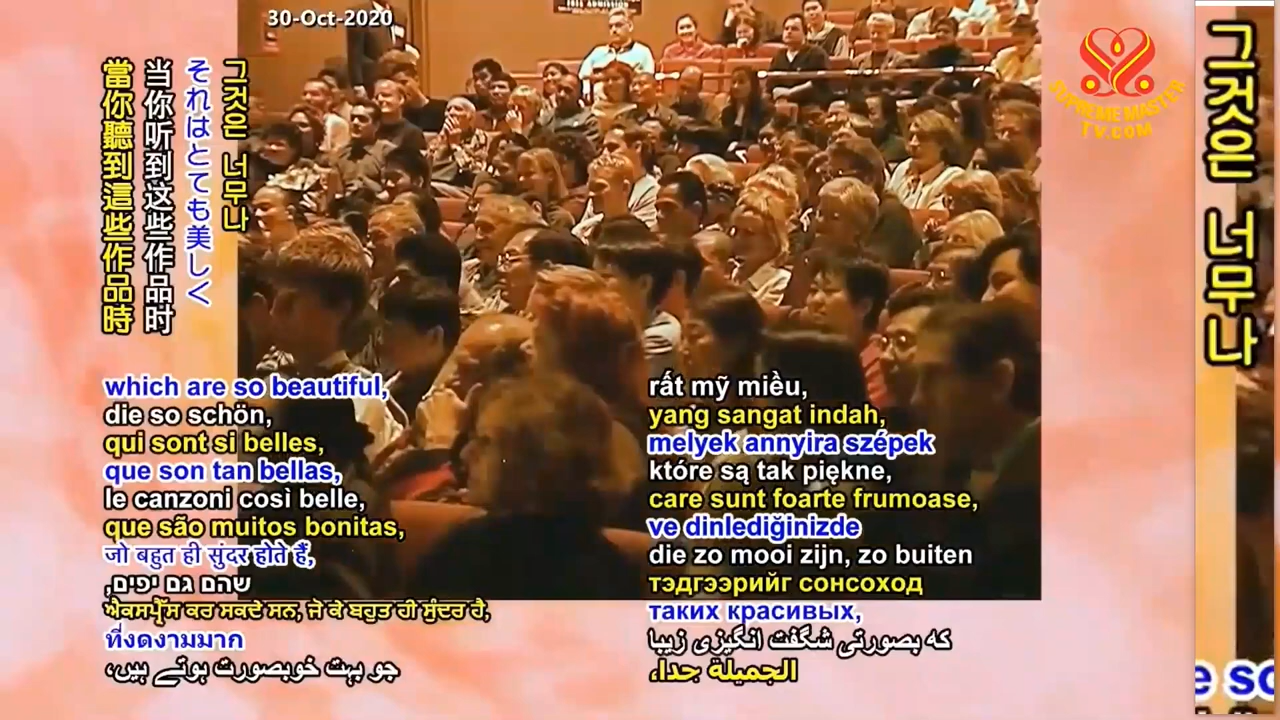 30-Oct-2020
FREE ADMISSION
SUPREME MASTER
TV.COM
그것은 너무나
それはとても美しく
当你听到这些作品时
當你聽到這些作品時
which are so beautiful,
die so schön,
qui sont si belles,
que son tan bellas,
le canzoni così belle,
que são muitos bonitas,
जो बहुत ही सुंदर होते हैं,
שהם גם יפים,
ਐਕਸਪ੍ਰੈੱਸ ਕਰ ਸਕਦੇ ਸਨ, ਜੋ ਕੇ ਬਹੁਤ ਹੀ ਸੁੰਦਰ ਹੈ,
ที่งดงามมาก
جو بہت خوبصورت ہوتے ہیں،
rất mỹ miều,
yang sangat indah,
melyek annyira szépek
które są tak piękne,
care sunt foarte frumoase,
ve dinlediğinizde
die zo mooi zijn, zo buiten
тэдгээрийг сонсоход
таких красивых,
که بصورتی شگفت انگیزی زیبا
الجميلة جدا،
그것은 너무나
e so